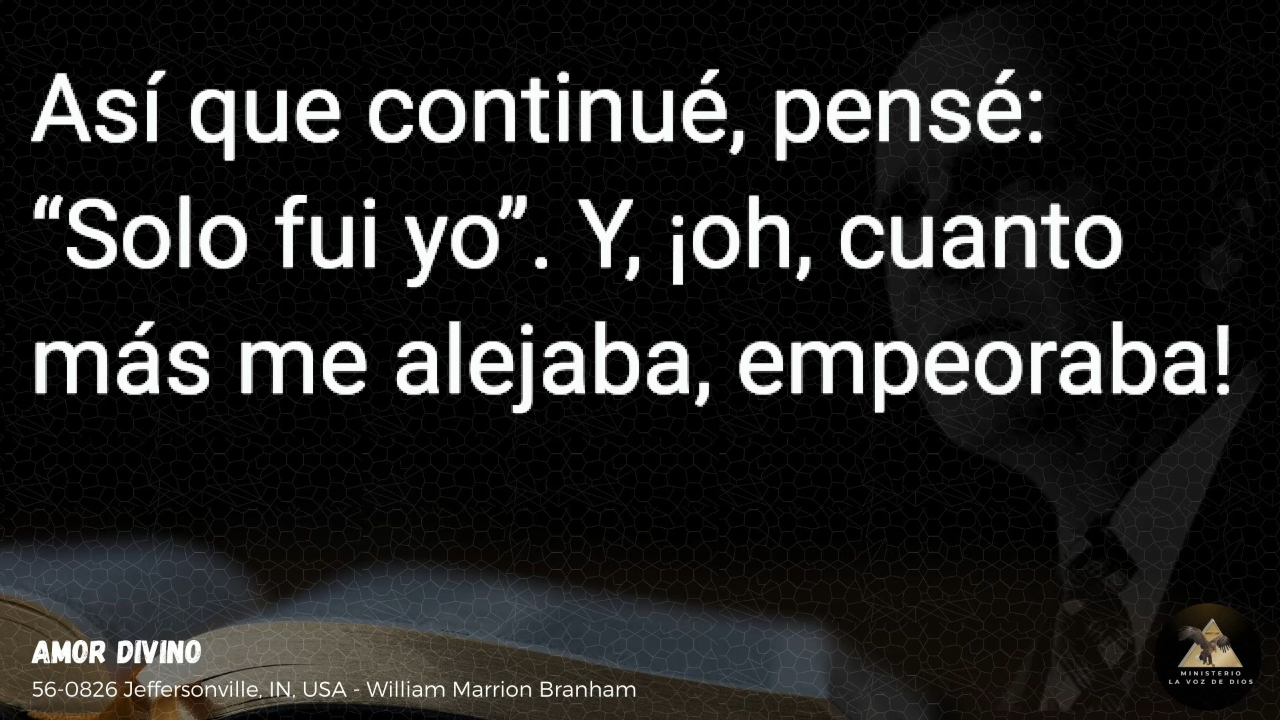 Así que continué, pensé:
“Solo fui yo”. Y, ¡oh, cuanto
más me alejaba, empeoraba!
AMOR DIVINO
56-0826 Jeffersonville, IN, USA - William Marrion Branham
MINISTERIO
LA VOZ DE DIOS